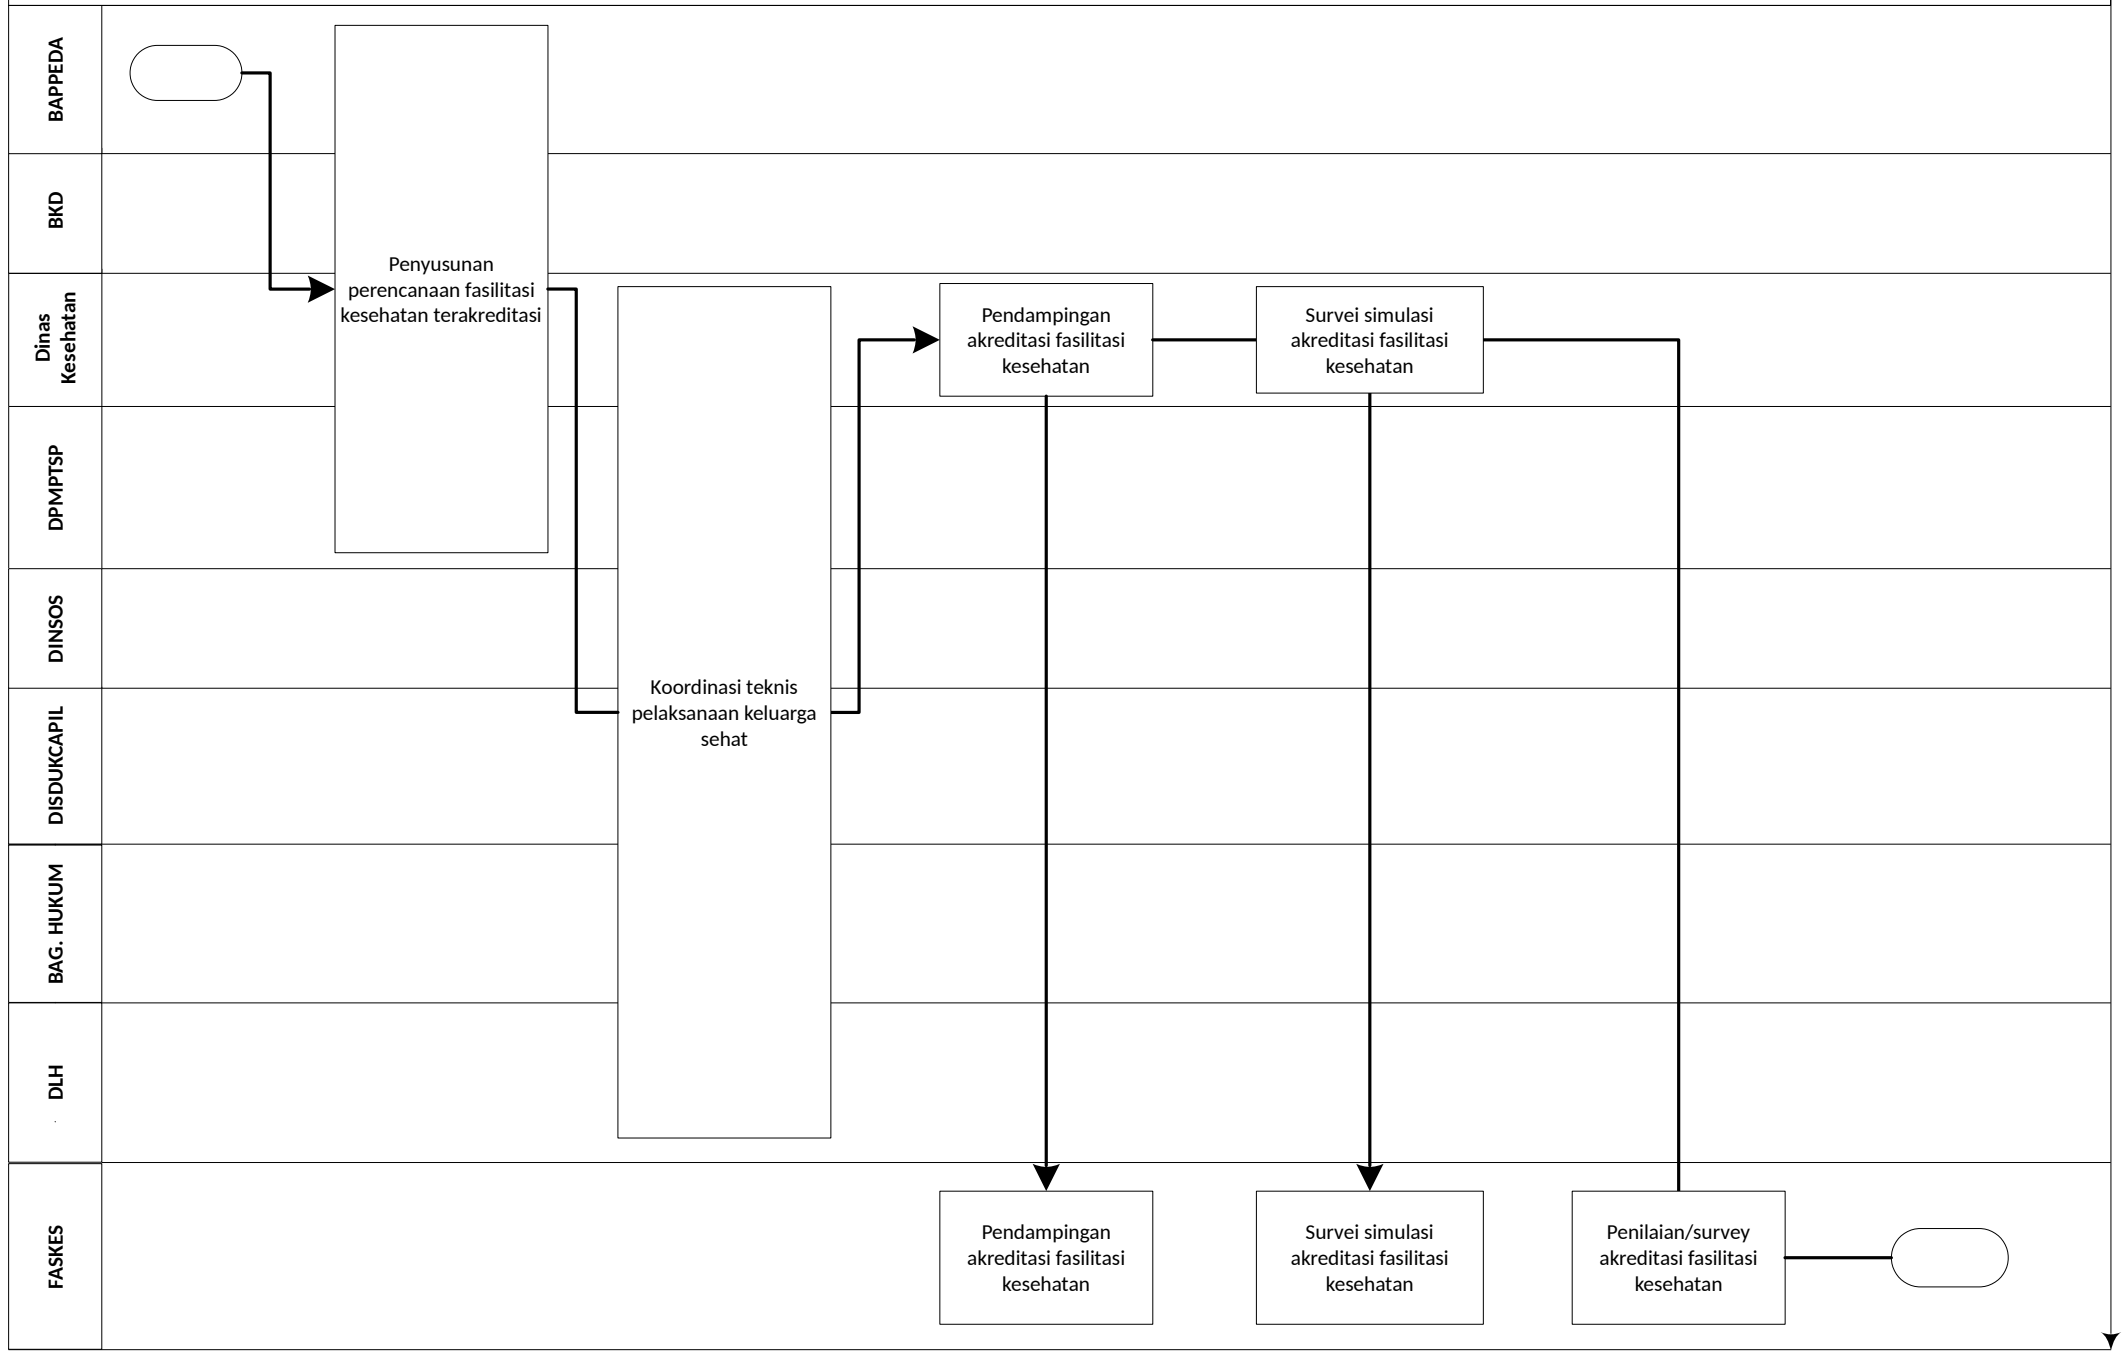 BAPPEDA
BKD
Dinas
Kesehatan
DPMPTSP
DINSOS
DISDUKCAPIL
BAG. HUKUM
DLH
FASKES
Penyusunan
perencanaan fasilitasi
kesehatan terakreditasi
Koordinasi teknis
pelaksanaan keluarga
sehat
Pendampingan
akreditasi fasilitasi
kesehatan
Survei simulasi
akreditasi fasilitasi
kesehatan
Pendampingan
akreditasi fasilitasi
kesehatan
Survei simulasi
akreditasi fasilitasi
kesehatan
Penilaian/survey
akreditasi fasilitasi
kesehatan